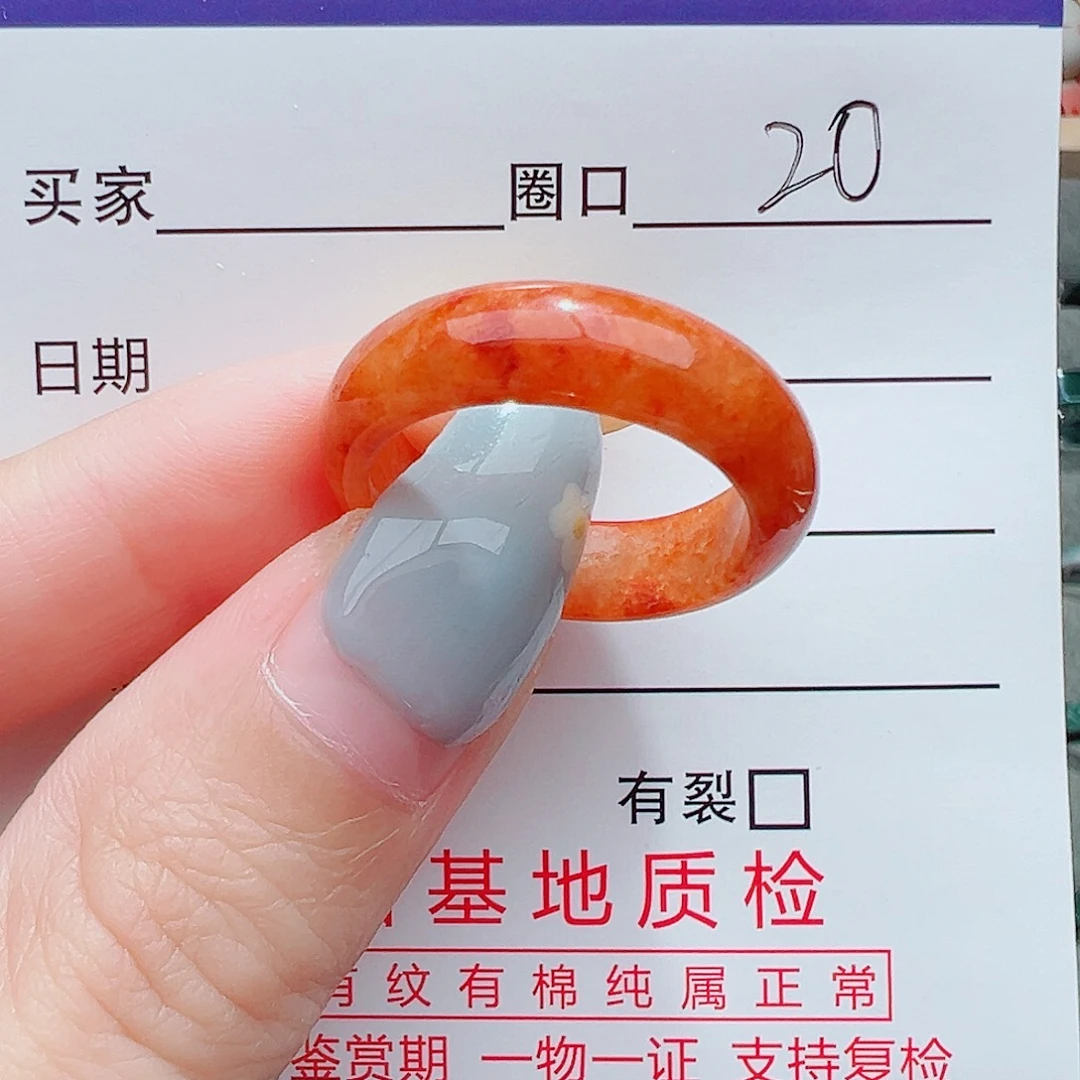 买家 圈口 20
日期
有裂
基地质检
有纹有棉纯属正常
鉴赏期 一物一证 支持复检